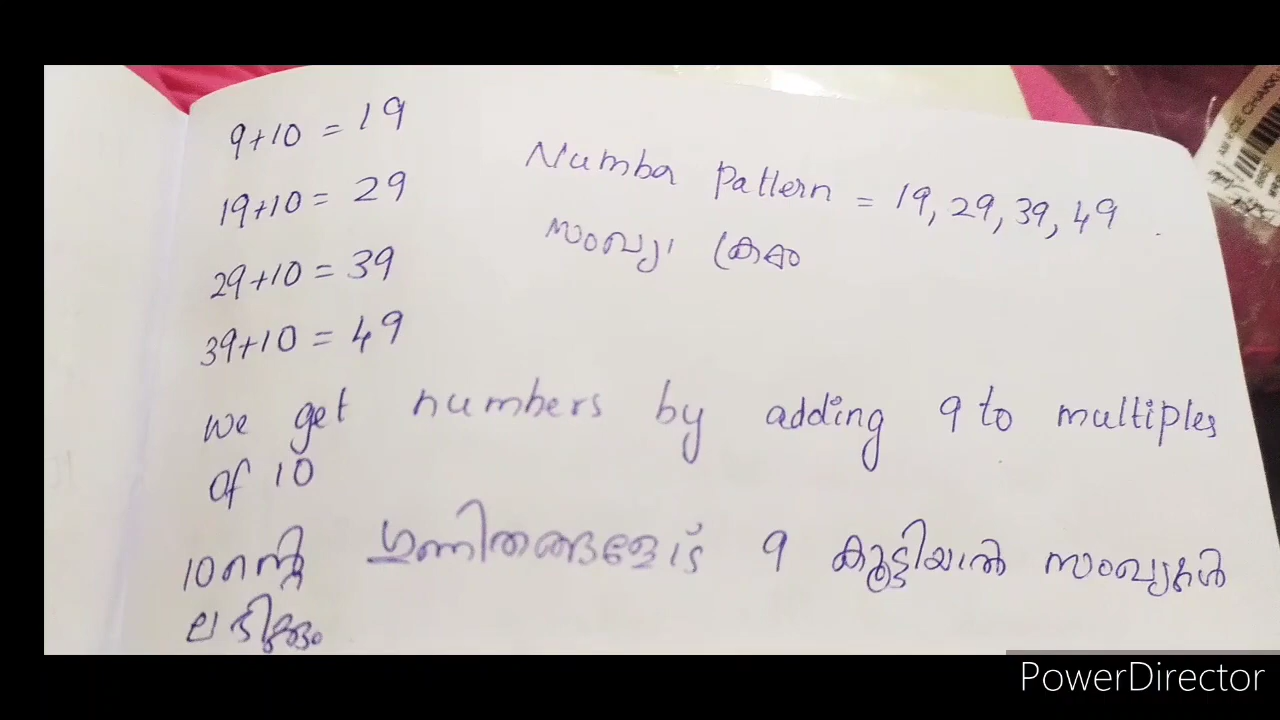 9+10 = 19
19+10 = 29
29+10 = 39
39+10 = 49
Number Pattern = 19, 29, 39, 49
സംഖ്യാ ക്രമം
we get numbers by adding 9 to multiples
of 10
10ന്റെ ഗുണിതങ്ങളോട് 9 കൂട്ടിയാൽ സംഖ്യകൾ
ലഭിക്കും
PowerDirector